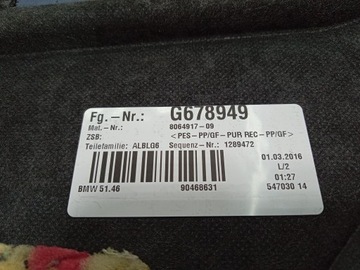 Fg.-Nr.: G678949
Mat.-Nr.: 8064917-09
ZSB: <PES-PP/GF-PUR REC-PP/GF>
Teilefamilie: ALBLG6 Sequenz-Nr.: 1289472
01.03.2016
L/2
01:27
BMW 51.46 90468631 547030 14